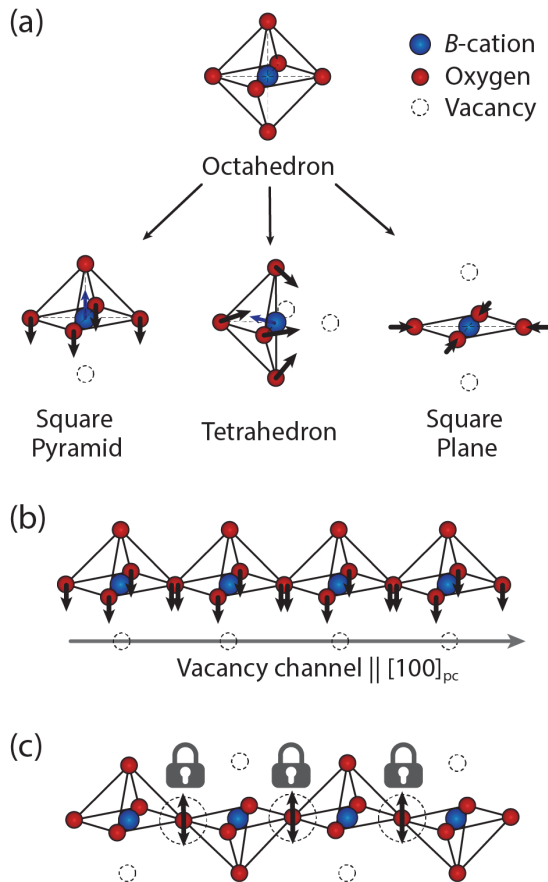 (a)
B-cation
Oxygen
Vacancy
Octahedron
Square
Pyramid
Tetrahedron
Square
Plane
(b)
Vacancy channel || [100]pc
(c)